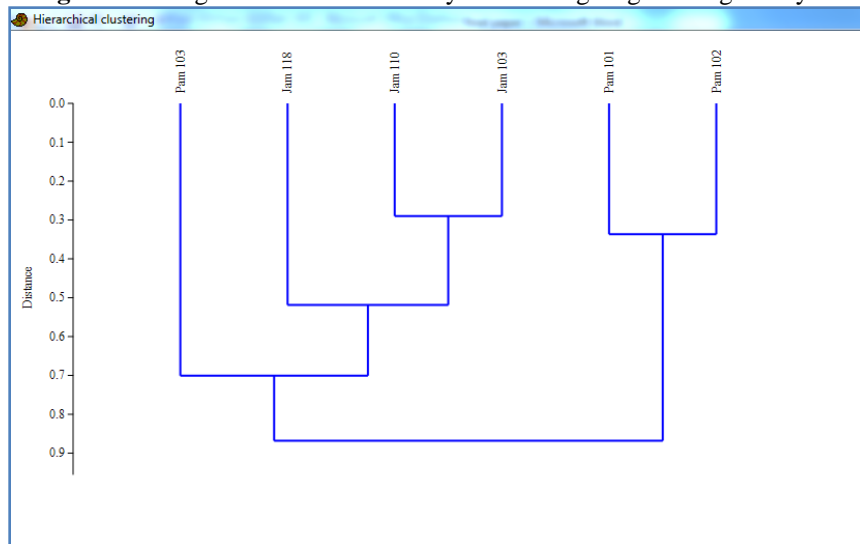 Hierarchical clustering
Pam 103
Jam 118
Jam 110
Jam 103
Pam 101
Pam 102
0.0
0.1
0.2
0.3
0.4
0.5
0.6
0.7
0.8
0.9
Distance